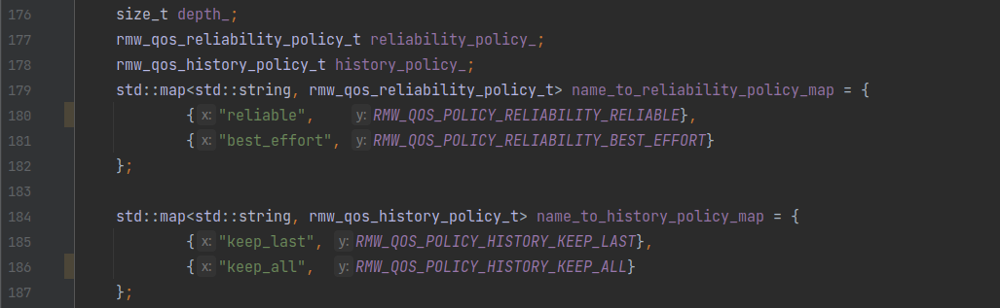 176 size_t depth_;
177 rmw_qos_reliability_policy_t reliability_policy_;
178 rmw_qos_history_policy_t history_policy_;
179 std::map<std::string, rmw_qos_reliability_policy_t> name_to_reliability_policy_map = {
180 {x: "reliable", y: RMW_QOS_POLICY_RELIABILITY_RELIABLE},
181 {x: "best_effort", y: RMW_QOS_POLICY_RELIABILITY_BEST_EFFORT}
182 };
183
184 std::map<std::string, rmw_qos_history_policy_t> name_to_history_policy_map = {
185 {x: "keep_last", y: RMW_QOS_POLICY_HISTORY_KEEP_LAST},
186 {x: "keep_all", y: RMW_QOS_POLICY_HISTORY_KEEP_ALL}
187 };